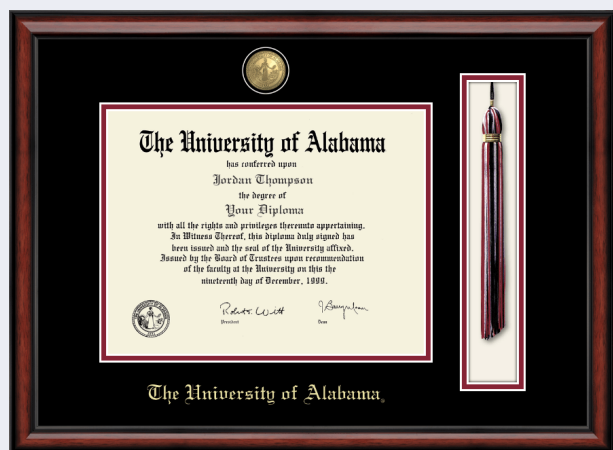 The University of Alabama
has conferred upon
Jordan Thompson
the degree of
Your Diploma
with all the rights and privileges thereunto appertaining.
In Witness Thereof, this diploma duly signed has
been issued and the seal of the University affixed.
Issued by the Board of Trustees upon recommendation
of the faculty at the University on this the
nineteenth day of December, 1999.
Robert E. Witt
President
Dean
The University of Alabama®